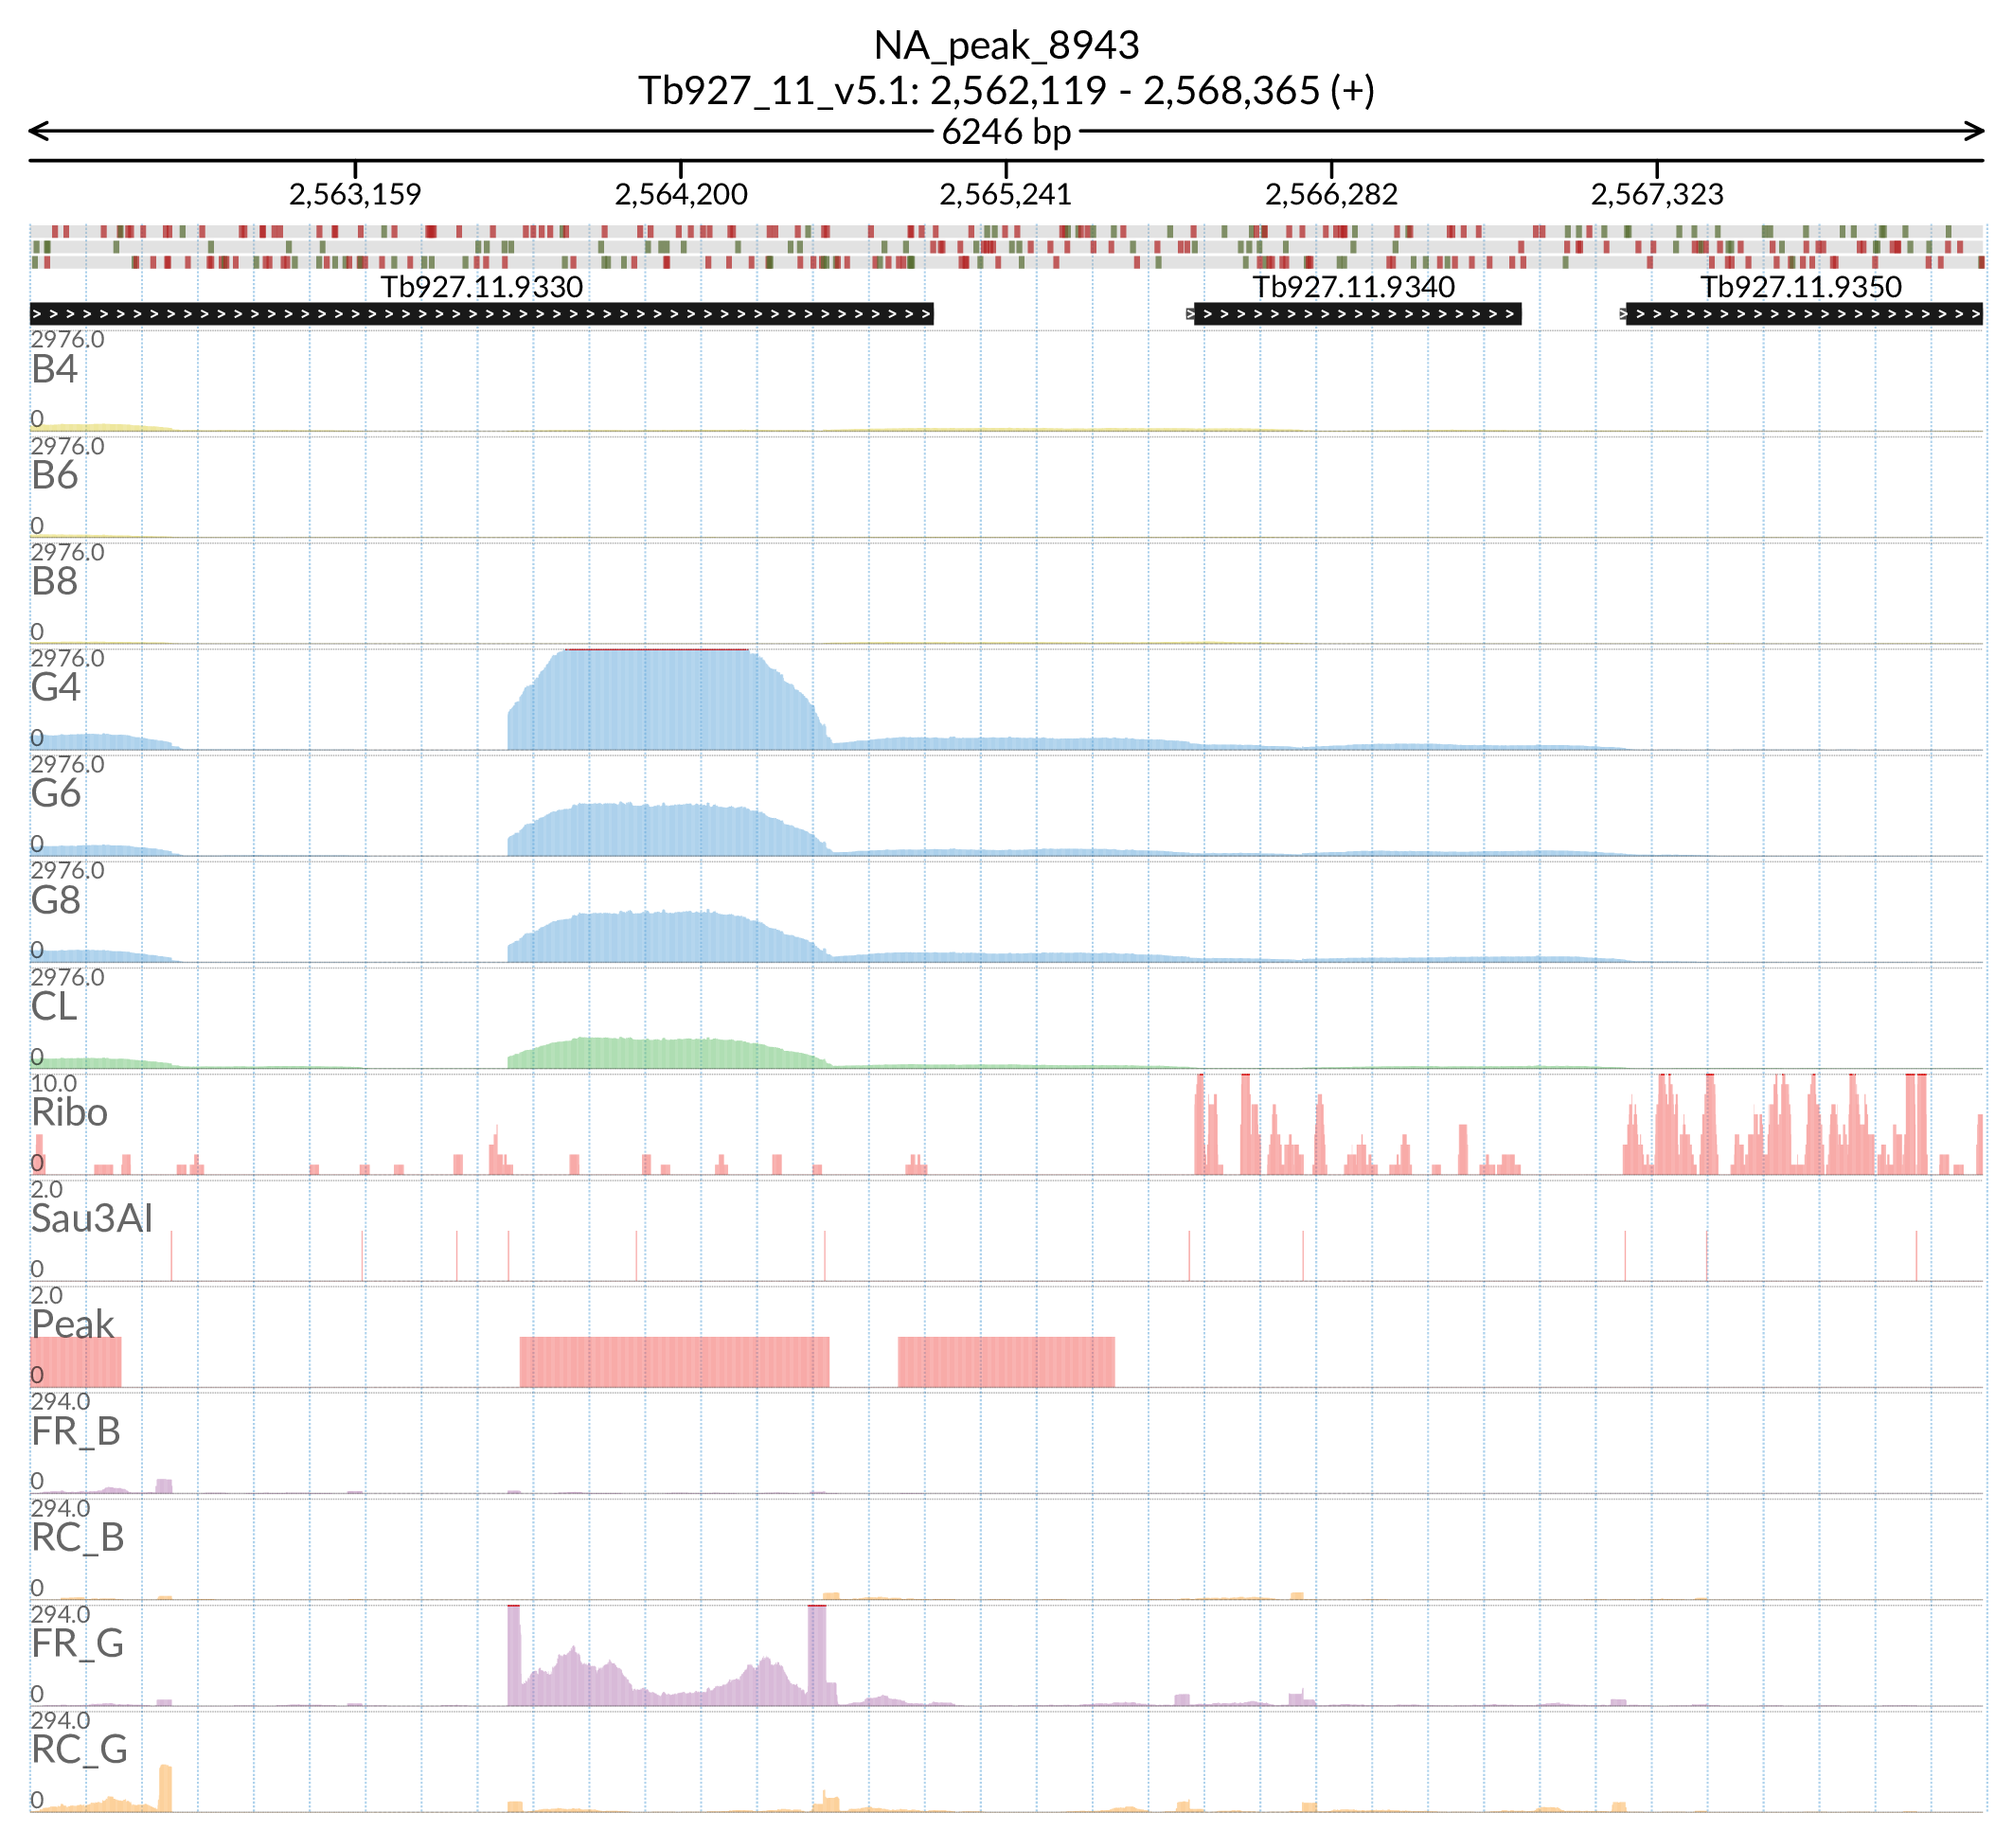 NA_peak_8943
Tb927_11_v5.1: 2,562,119 - 2,568,365 (+)
6246 bp
2,563,159 2,564,200 2,565,241 2,566,282 2,567,323
Tb927.11.9330 Tb927.11.9340 Tb927.11.9350
2976.0
B4
0
2976.0
B6
0
2976.0
B8
0
2976.0
G4
0
2976.0
G6
0
2976.0
G8
0
2976.0
CL
0
10.0
Ribo
0
2.0
Sau3AI
0
2.0
Peak
0
294.0
FR_B
0
294.0
RC_B
0
294.0
FR_G
0
294.0
RC_G
0